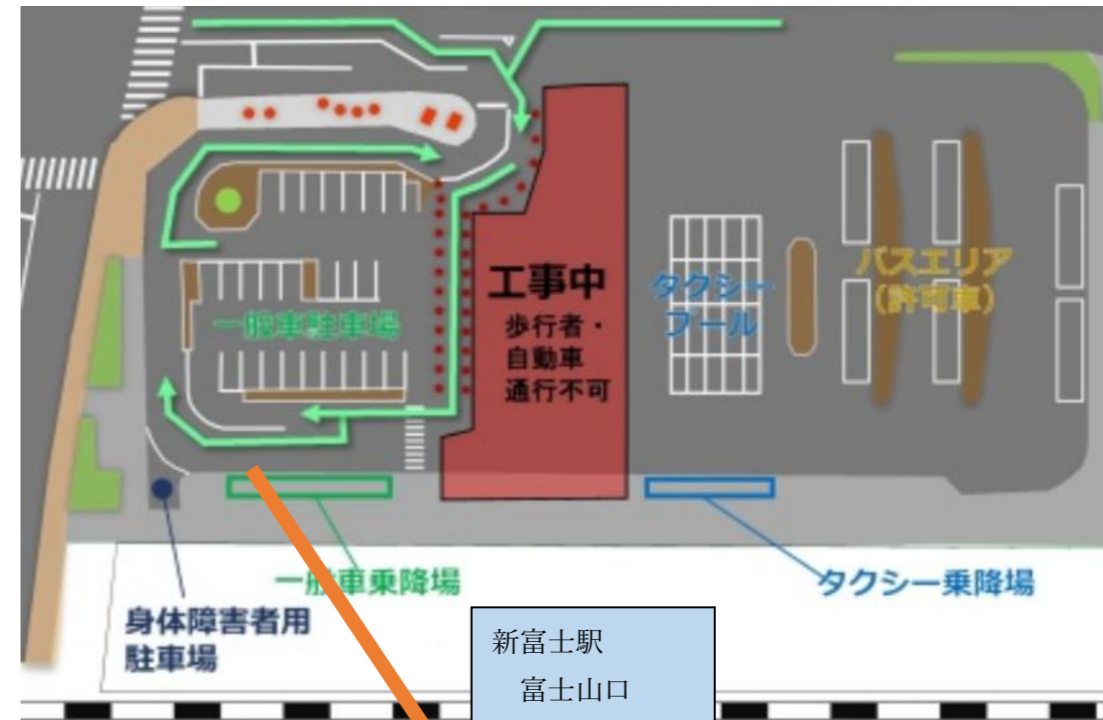 工事中
歩行者・
自動車
通行不可
一般車駐車場
タクシー
プール
バスエリア
(許可車)
一般車乗降場
タクシー乗降場
身体障害者用
駐車場
新富士駅
富士山口